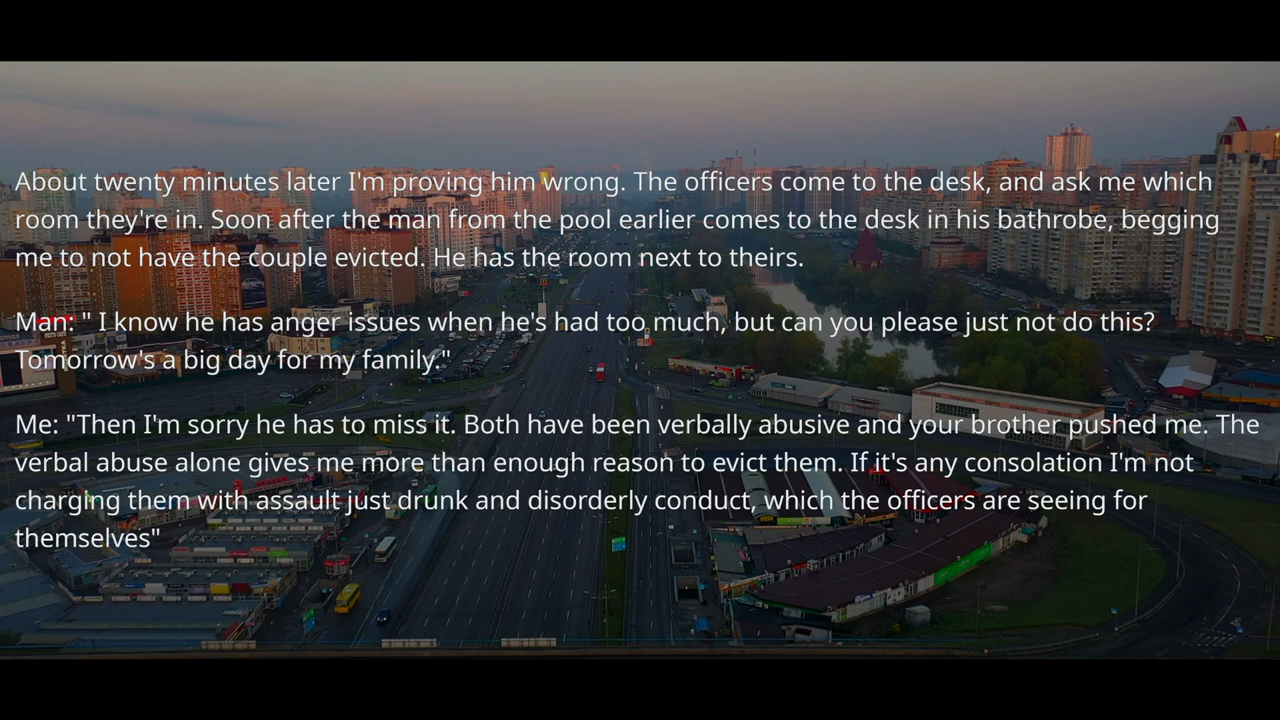 About twenty minutes later I'm proving him wrong. The officers come to the desk, and ask me which
room they're in. Soon after the man from the pool earlier comes to the desk in his bathrobe, begging
me to not have the couple evicted. He has the room next to theirs.
Man: " I know he has anger issues when he's had too much, but can you please just not do this?
Tomorrow's a big day for my family."
Me: "Then I'm sorry he has to miss it. Both have been verbally abusive and your brother pushed me. The
verbal abuse alone gives me more than enough reason to evict them. If it's any consolation I'm not
charging them with assault just drunk and disorderly conduct, which the officers are seeing for
themselves"